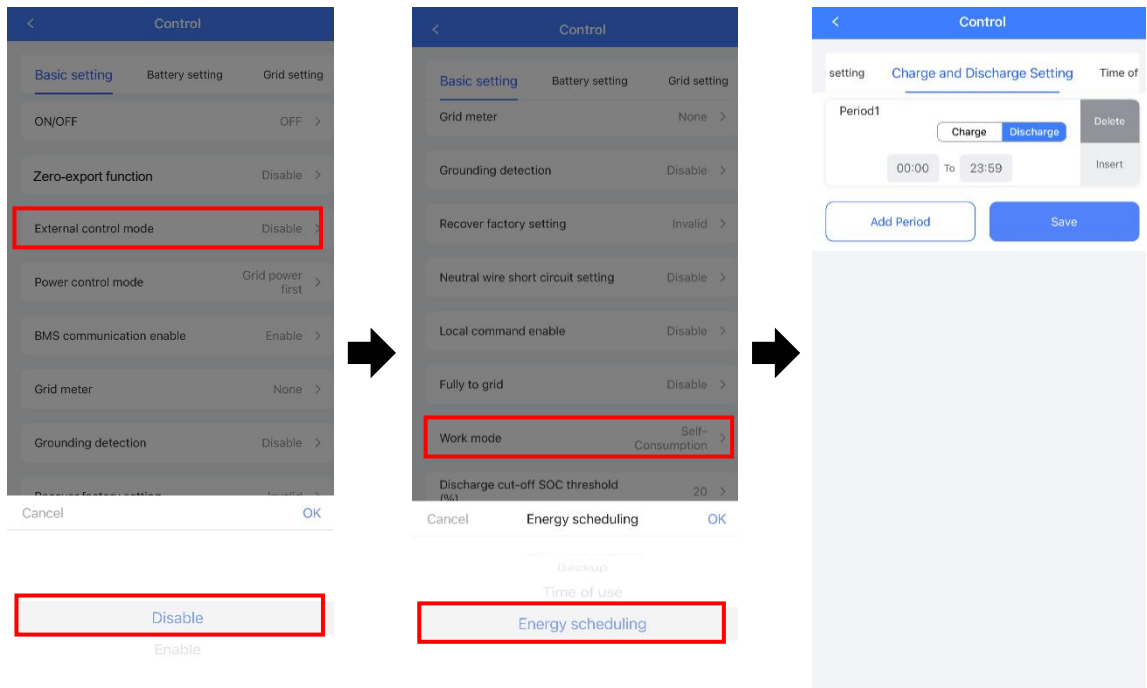 Control
Basic setting Battery setting Grid setting
ON/OFF OFF
Zero-export function Disable
External control mode Disable
Power control mode Grid power
first
BMS communication enable Enable
Grid meter None
Grounding detection Disable
Recover factory setting Invalid
Cancel OK
Disable
Enable
Control
Basic setting Battery setting Grid setting
Grid meter None
Grounding detection Disable
Recover factory setting Invalid
Neutral wire short circuit setting Disable
Local command enable Disable
Fully to grid Disable
Work mode Self-
Consumption
Discharge cut-off SOC threshold
(%) 20
Cancel Energy scheduling OK
Backup
Time of use
Energy scheduling
Control
setting Charge and Discharge Setting Time of
Period1
Charge Discharge
Delete
00:00 To 23:59
Insert
Add Period Save